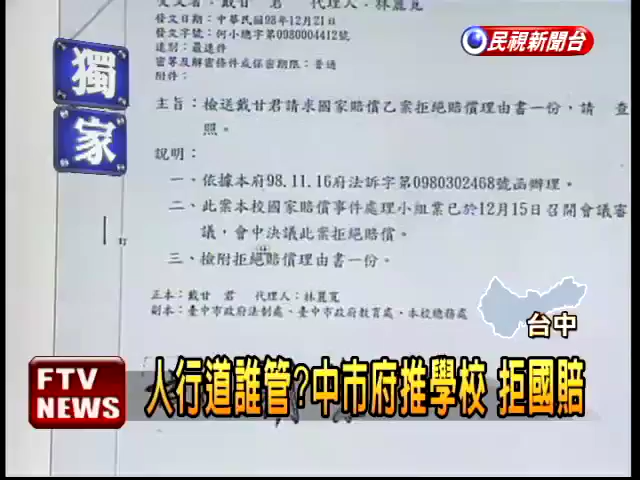 受文者：戴甘　君　代理人：林麗寬
發文日期：中華民國98年12月21日
發文字號：何小總字第0980004412號
速別：最速件
密等及解密條件或保密期限：普通
附件：
民視新聞台
獨家
主旨：檢送戴甘君請求國家賠償乙案拒絕賠償理由書一份，請　查
照。
說明：
一、依據本府98.11.16府法訴字第0980302468號函辦理。
二、此案本校國家賠償事件處理小組業已於12月15日召開會議審
議，會中決議此案拒絕賠償。
三、檢附拒絕賠償理由書一份。
正本：戴甘　君　代理人：林麗寬
副本：臺中市政府法制處、臺中市政府教育處、本校總務處
台中
FTV NEWS
人行道誰管?中市府推學校 拒國賠